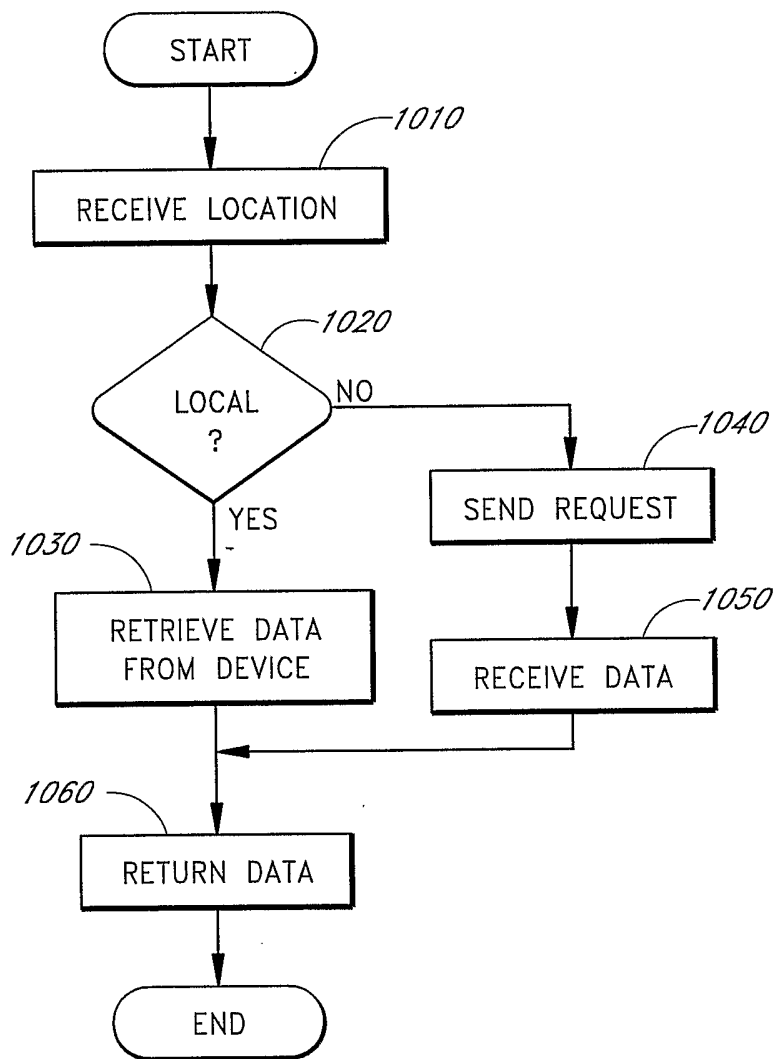 START
1010
RECEIVE LOCATION
1020
LOCAL
?
NO
YES
1040
SEND REQUEST
1030
RETRIEVE DATA
FROM DEVICE
1050
RECEIVE DATA
1060
RETURN DATA
END